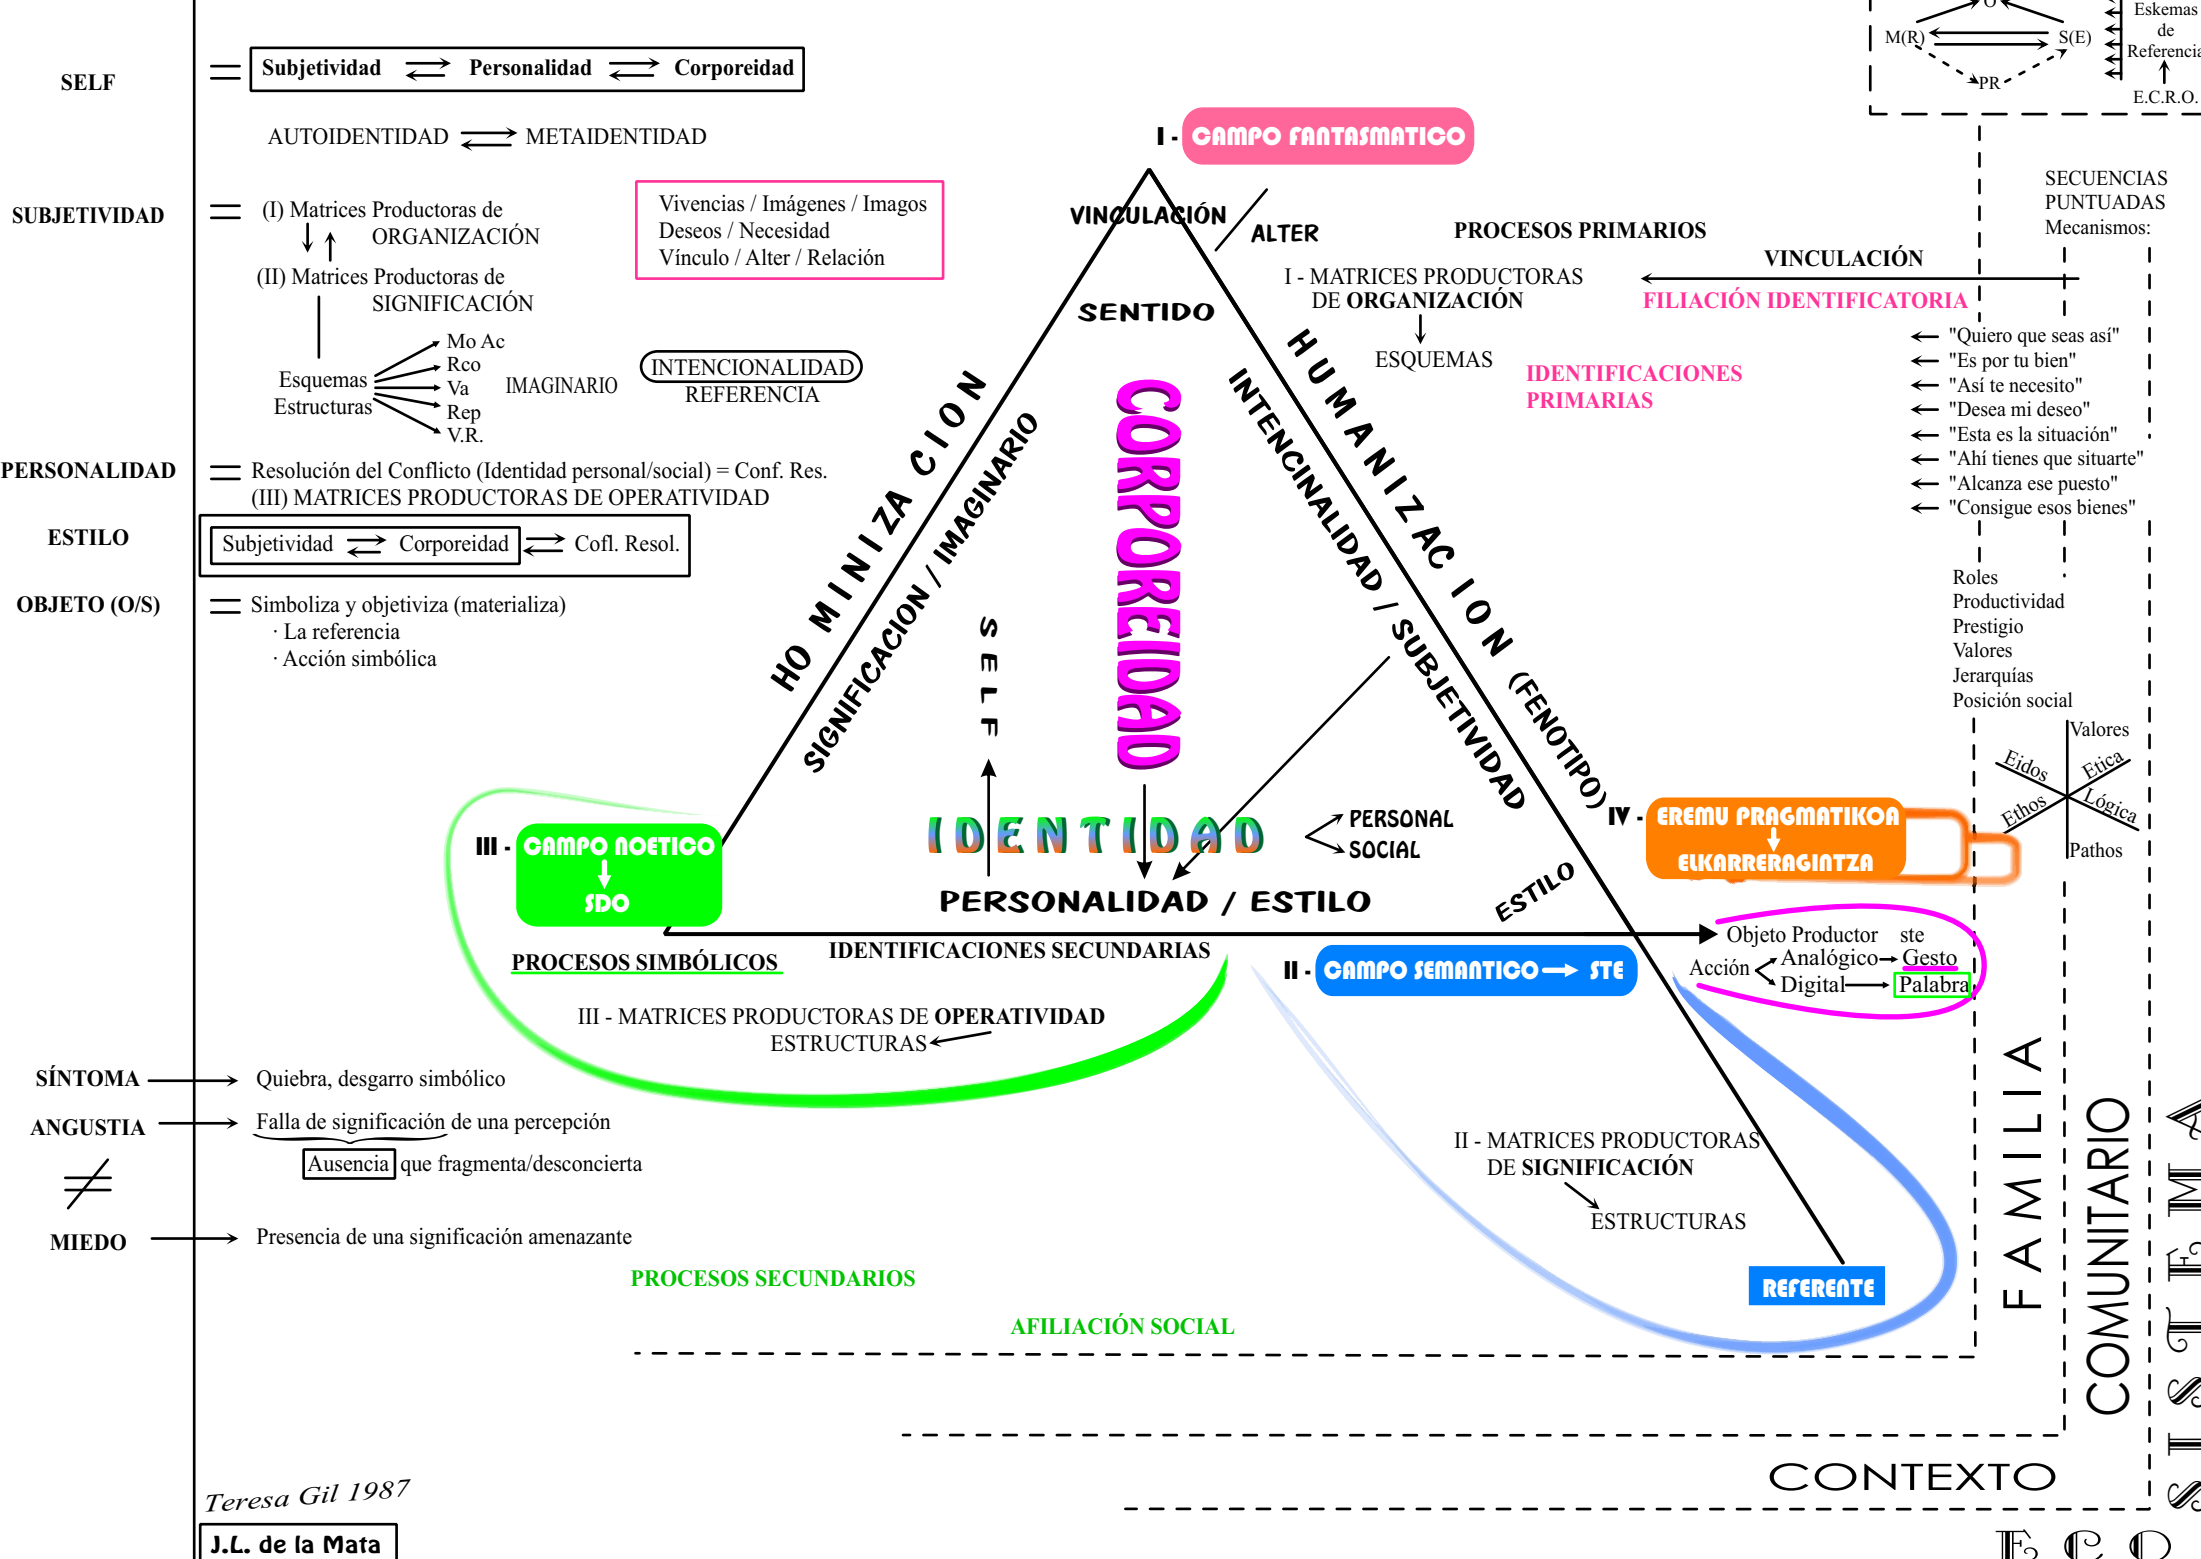 SELF
Subjetividad Personalidad Corporeidad
AUTOIDENTIDAD METAIDENTIDAD
SUBJETIVIDAD
(I) Matrices Productoras de
ORGANIZACIÓN
(II) Matrices Productoras de
SIGNIFICACIÓN
Esquemas
Estructuras
Mo Ac
Rco
Va
Rep
V.R.
IMAGINARIO
INTENCIONALIDAD
REFERENCIA
Vivencias / Imágenes / Imagos
Deseos / Necesidad
Vínculo / Alter / Relación
PERSONALIDAD
Resolución del Conflicto (Identidad personal/social) = Conf. Res.
(III) MATRICES PRODUCTORAS DE OPERATIVIDAD
ESTILO
Subjetividad Corporeidad Cofl. Resol.
OBJETO (O/S)
Simboliza y objetiviza (materializa)
· La referencia
· Acción simbólica
SÍNTOMA
Quiebra, desgarro simbólico
ANGUSTIA
Falla de significación de una percepción
Ausencia que fragmenta/desconcierta
MIEDO
Presencia de una significación amenazante
Teresa Gil 1987
J.L. de la Mata
I - CAMPO FANTASMATICO
VINCULACIÓN
ALTER
SENTIDO
HO MINIZA CION
SIGNIFICACION / IMAGINARIO
HUMANIZAC ION (FENOTIPO)
INTENCINALIDAD / SUBJETIVIDAD
CORPOREIDAD
SELF
IDENTIDAD
PERSONAL
SOCIAL
PERSONALIDAD / ESTILO
ESTILO
III - CAMPO NOETICO
SDO
PROCESOS SIMBÓLICOS
IDENTIFICACIONES SECUNDARIAS
III - MATRICES PRODUCTORAS DE OPERATIVIDAD
ESTRUCTURAS
II - CAMPO SEMANTICO STE
II - MATRICES PRODUCTORAS
DE SIGNIFICACIÓN
ESTRUCTURAS
REFERENTE
PROCESOS SECUNDARIOS
AFILIACIÓN SOCIAL
PROCESOS PRIMARIOS
I - MATRICES PRODUCTORAS
DE ORGANIZACIÓN
ESQUEMAS
VINCULACIÓN
FILIACIÓN IDENTIFICATORIA
IDENTIFICACIONES
PRIMARIAS
IV - EREMU PRAGMATIKOA
ELKARRERAGINTZA
Objeto Productor ste
Acción
Analógico Gesto
Digital Palabra
O
M(R) S(E)
PR
Eskemas
de
Referencia
E.C.R.O.
SECUENCIAS
PUNTUADAS
Mecanismos:
"Quiero que seas así"
"Es por tu bien"
"Así te necesito"
"Desea mi deseo"
"Esta es la situación"
"Ahí tienes que situarte"
"Alcanza ese puesto"
"Consigue esos bienes"
Roles
Productividad
Prestigio
Valores
Jerarquías
Posición social
Valores
Eidos Etica
Ethos Lógica
Pathos
FAMILIA
COMUNITARIO
SISTEMA
CONTEXTO
ECO